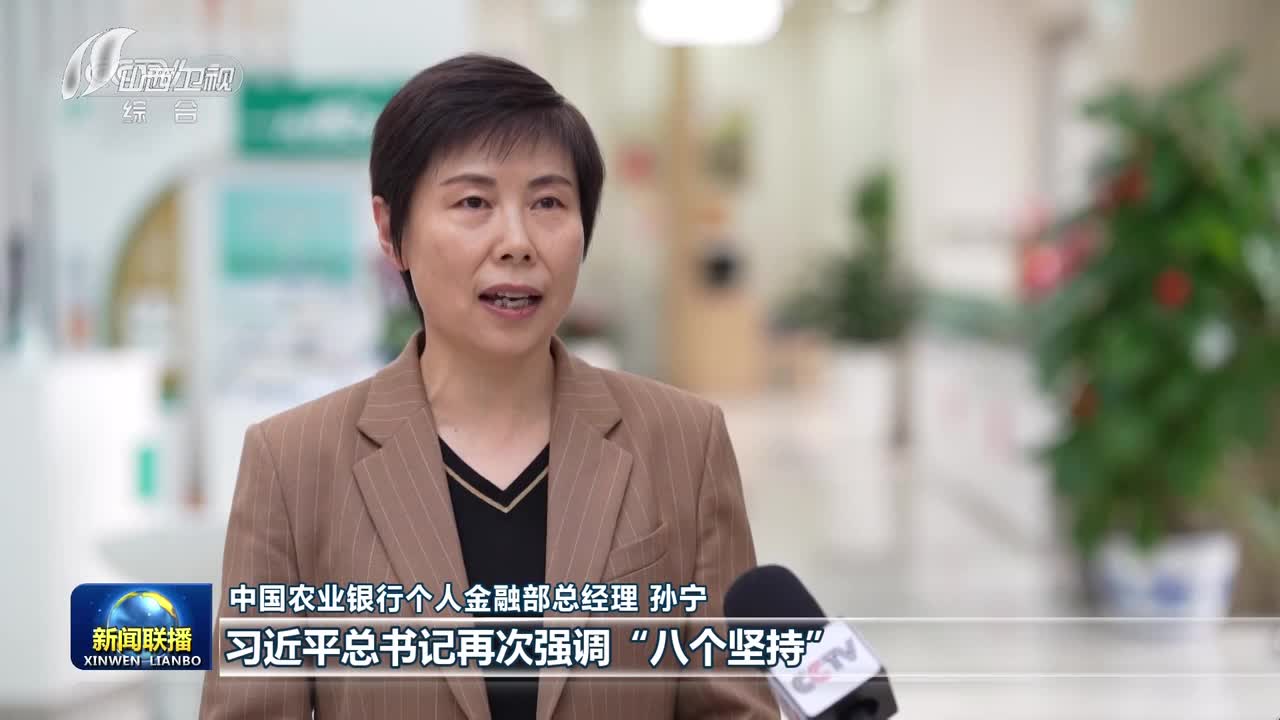 山西卫视
综合
中国农业银行个人金融部总经理 孙宁
新闻联播
XINWEN LIANBO
习近平总书记再次强调“八个坚持”
CCTV